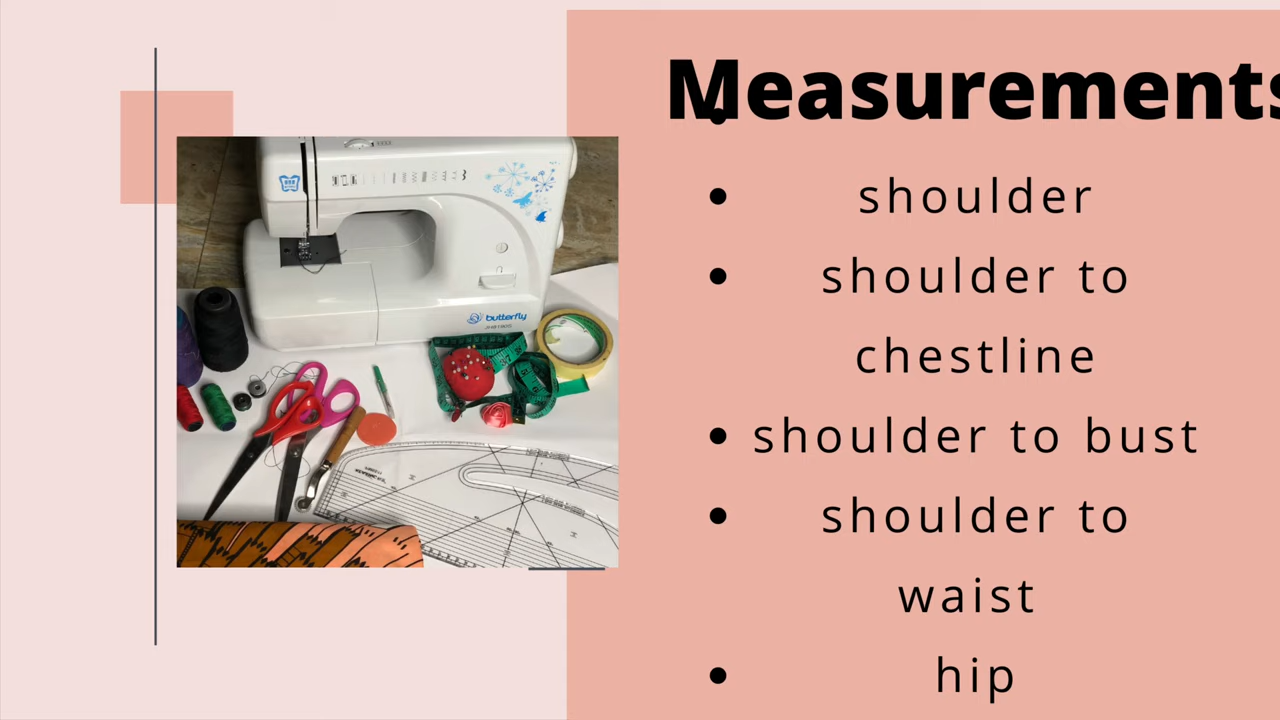 Measurements
shoulder
shoulder to
chestline
shoulder to bust
shoulder to
waist
hip
butterfly